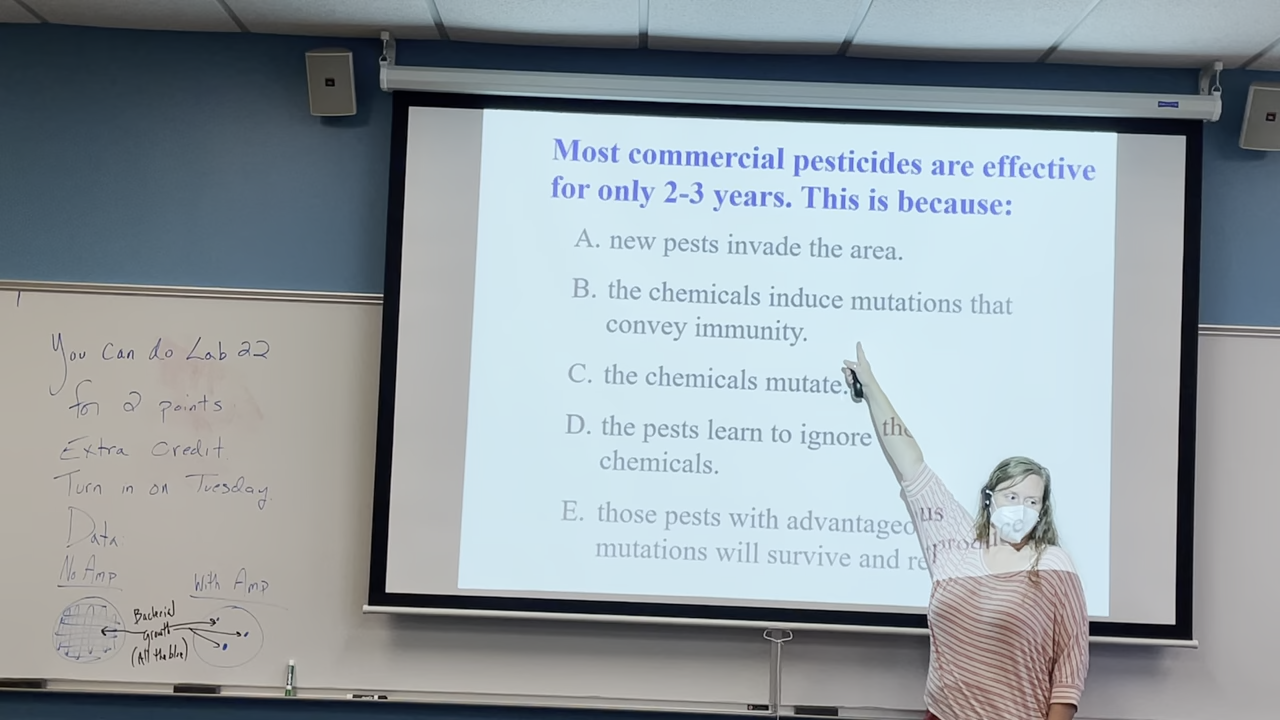 Most commercial pesticides are effective
for only 2-3 years. This is because:
A. new pests invade the area.
B. the chemicals induce mutations that
convey immunity.
C. the chemicals mutate.
D. the pests learn to ignore the
chemicals.
E. those pests with advantageous
mutations will survive and reproduce
You Can do Lab 22
for 2 points
Extra Credit
Turn in on Tuesday.
Data:
No Amp
With Amp
Bacterial
Growth
(All the blue)